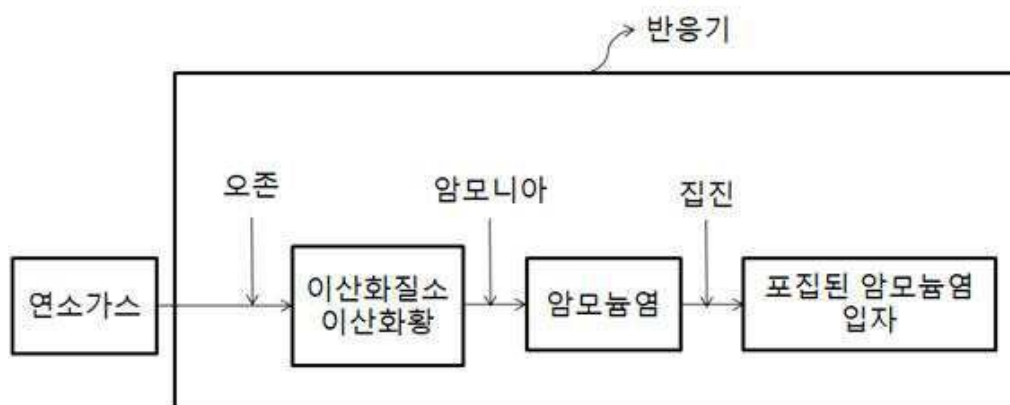 반응기
오존
암모니아
집진
연소가스
이산화질소
이산화황
암모늄염
포집된 암모늄염
입자